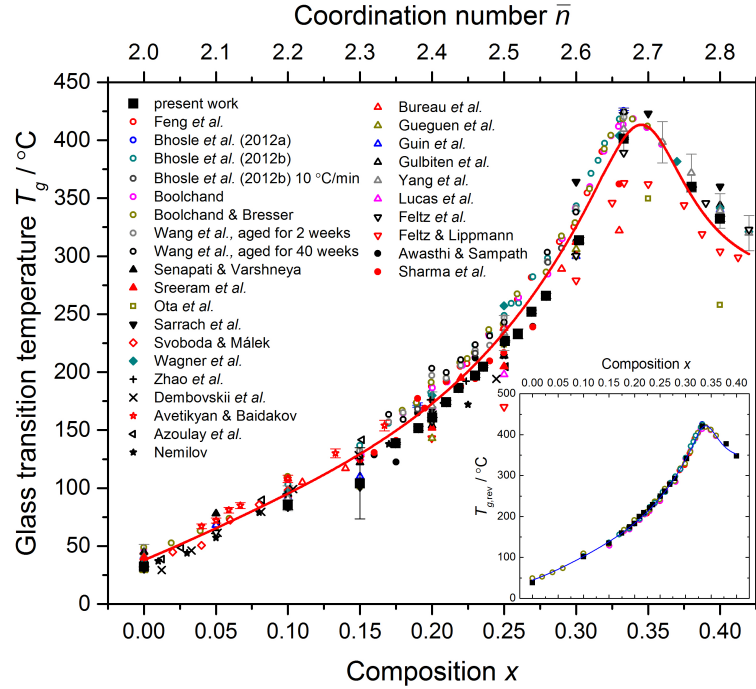 Coordination number n̄
2.0 2.1 2.2 2.3 2.4 2.5 2.6 2.7 2.8
Glass transition temperature Tg / °C
450
400
350
300
250
200
150
100
50
0
present work
Feng et al.
Bhosle et al. (2012a)
Bhosle et al. (2012b)
Bhosle et al. (2012b) 10 °C/min
Boolchand
Boolchand & Bresser
Wang et al., aged for 2 weeks
Wang et al., aged for 40 weeks
Senapati & Varshneya
Sreeram et al.
Ota et al.
Sarrach et al.
Svoboda & Málek
Wagner et al.
Zhao et al.
Dembovskii et al.
Avetikyan & Baidakov
Azoulay et al.
Nemilov
Bureau et al.
Gueguen et al.
Guin et al.
Gulbiten et al.
Yang et al.
Lucas et al.
Feltz et al.
Feltz & Lippmann
Awasthi & Sampath
Sharma et al.
Composition x
0.00 0.05 0.10 0.15 0.20 0.25 0.30 0.35 0.40
Tg,rev / °C
500
400
300
200
100
0
0.00 0.05 0.10 0.15 0.20 0.25 0.30 0.35 0.40
Composition x